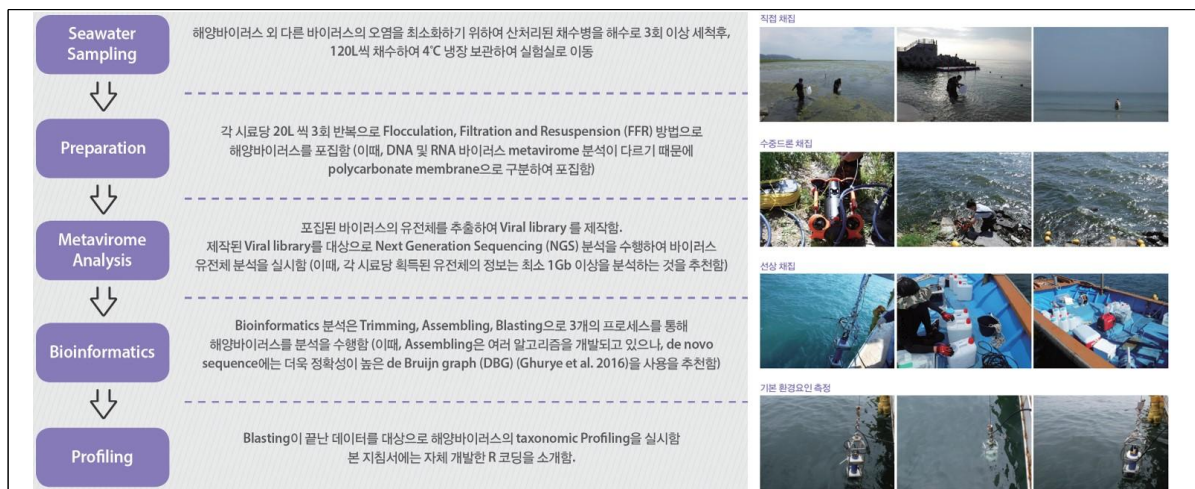 Seawater
Sampling
해양바이러스 외 다른 바이러스의 오염을 최소화하기 위하여 산처리된 채수병을 해수로 3회 이상 세척후,
120L씩 채수하여 4℃ 냉장 보관하여 실험실로 이동
Preparation
각 시료당 20L 씩 3회 반복으로 Flocculation, Filtration and Resuspension (FFR) 방법으로
해양바이러스를 포집함 (이때, DNA 및 RNA 바이러스 metavirome 분석이 다르기 때문에
polycarbonate membrane으로 구분하여 포집함)
Metavirome
Analysis
포집된 바이러스의 유전체를 추출하여 Viral library 를 제작함.
제작된 Viral library를 대상으로 Next Generation Sequencing (NGS) 분석을 수행하여 바이러스
유전체 분석을 실시함 (이때, 각 시료당 획득된 유전체의 정보는 최소 1Gb 이상을 분석하는 것을 추천함)
Bioinformatics
Bioinformatics 분석은 Trimming, Assembling, Blasting으로 3개의 프로세스를 통해
해양바이러스를 분석을 수행함 (이때, Assembling은 여러 알고리즘을 개발되고 있으나, de novo
sequence에는 더욱 정확성이 높은 de Bruijn graph (DBG) (Ghurye et al. 2016)을 사용을 추천함)
Profiling
Blasting이 끝난 데이터를 대상으로 해양바이러스의 taxonomic Profiling을 실시함
본 지침서에는 자체 개발한 R 코딩을 소개함.
직접 채집
수중드론 채집
선상 채집
기본 환경요인 측정